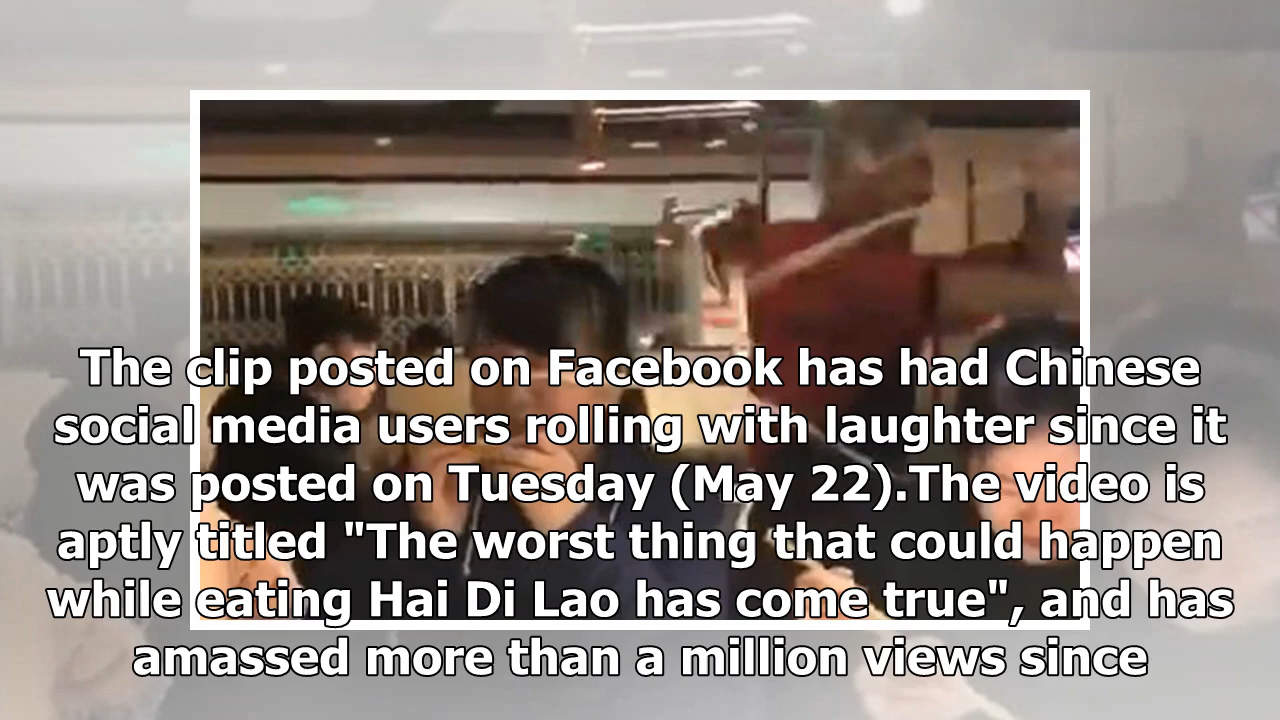 The clip posted on Facebook has had Chinese
social media users rolling with laughter since it
was posted on Tuesday (May 22).The video is
aptly titled "The worst thing that could happen
while eating Hai Di Lao has come true", and has
amassed more than a million views since